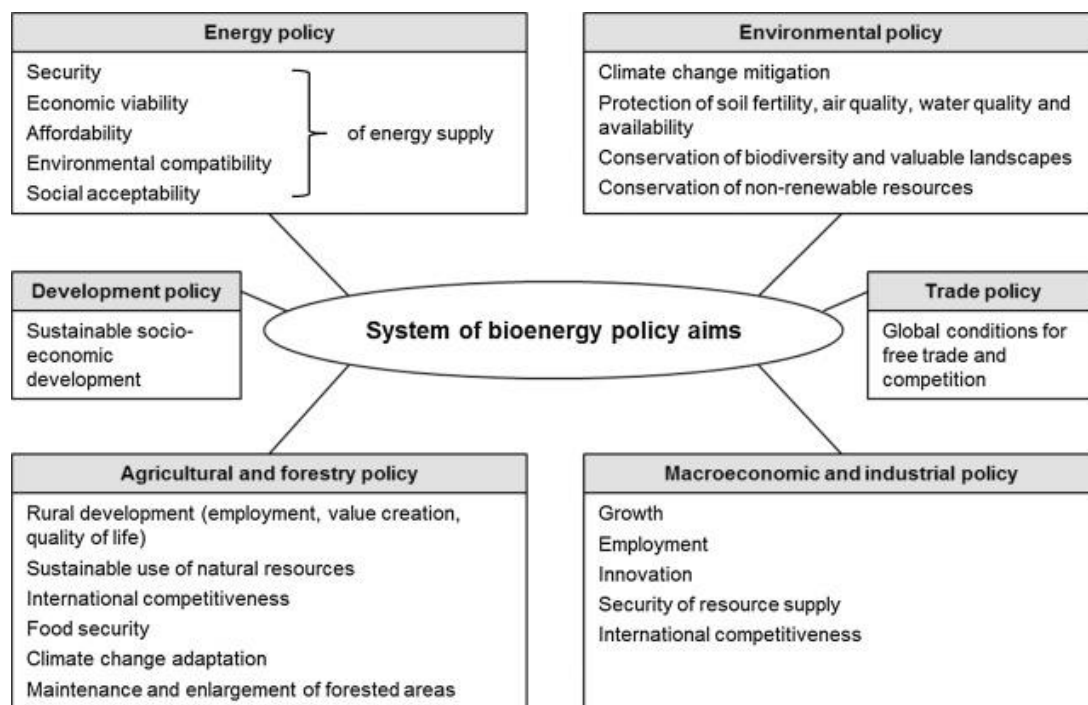 Energy policy
Security
Economic viability
Affordability
Environmental compatibility
Social acceptability
of energy supply
Environmental policy
Climate change mitigation
Protection of soil fertility, air quality, water quality and
availability
Conservation of biodiversity and valuable landscapes
Conservation of non-renewable resources
Development policy
Sustainable socio-
economic
development
System of bioenergy policy aims
Trade policy
Global conditions for
free trade and
competition
Agricultural and forestry policy
Rural development (employment, value creation,
quality of life)
Sustainable use of natural resources
International competitiveness
Food security
Climate change adaptation
Maintenance and enlargement of forested areas
Macroeconomic and industrial policy
Growth
Employment
Innovation
Security of resource supply
International competitiveness